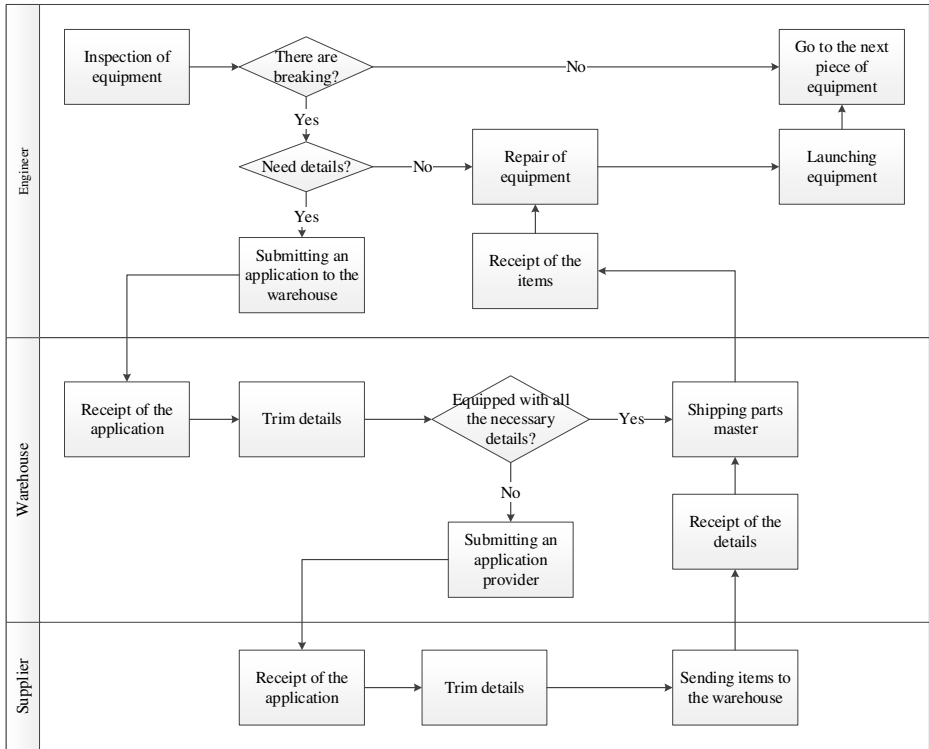 Engineer
Inspection of
equipment
There are
breaking?
No
Go to the next
piece of
equipment
Yes
Need details?
No
Repair of
equipment
Launching
equipment
Yes
Submitting an
application to the
warehouse
Receipt of the
items
Warehouse
Receipt of the
application
Trim details
Equipped with all
the necessary
details?
Yes
Shipping parts
master
No
Submitting an
application
provider
Receipt of the
details
Supplier
Receipt of the
application
Trim details
Sending items to
the warehouse